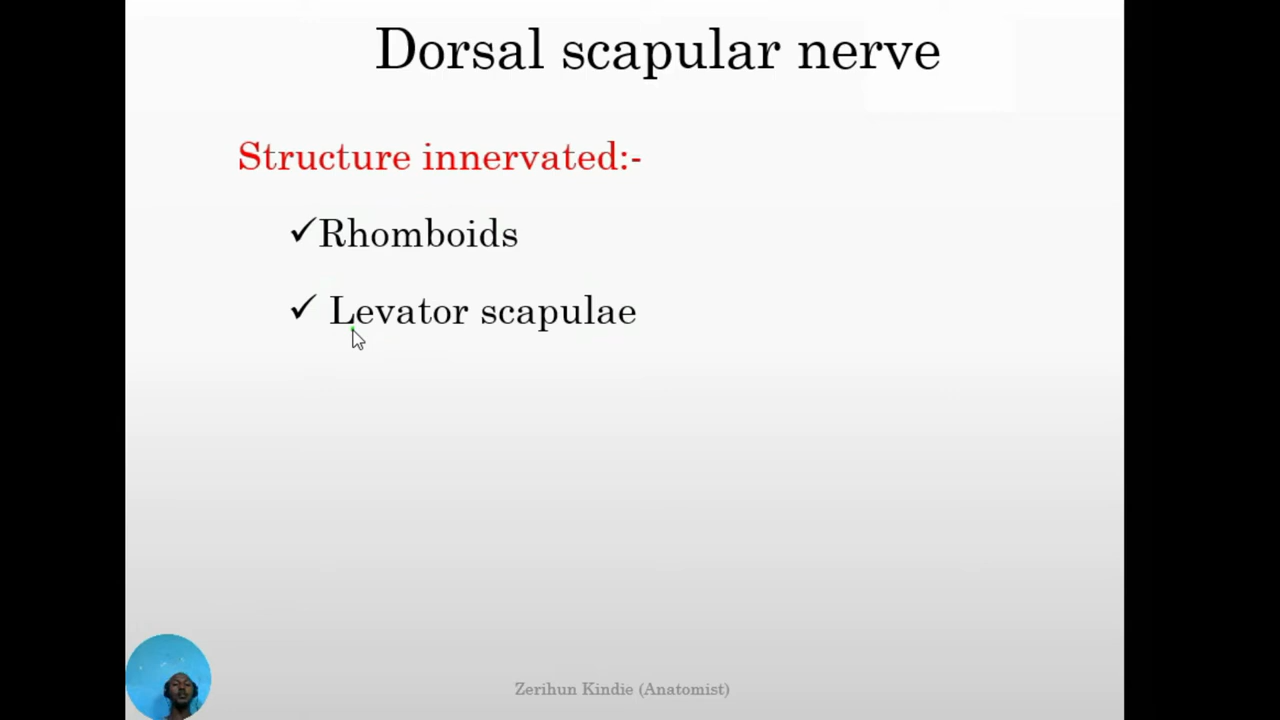 Dorsal scapular nerve
Structure innervated:-
✓Rhomboids
✓ Levator scapulae
Zerihun Kindie (Anatomist)